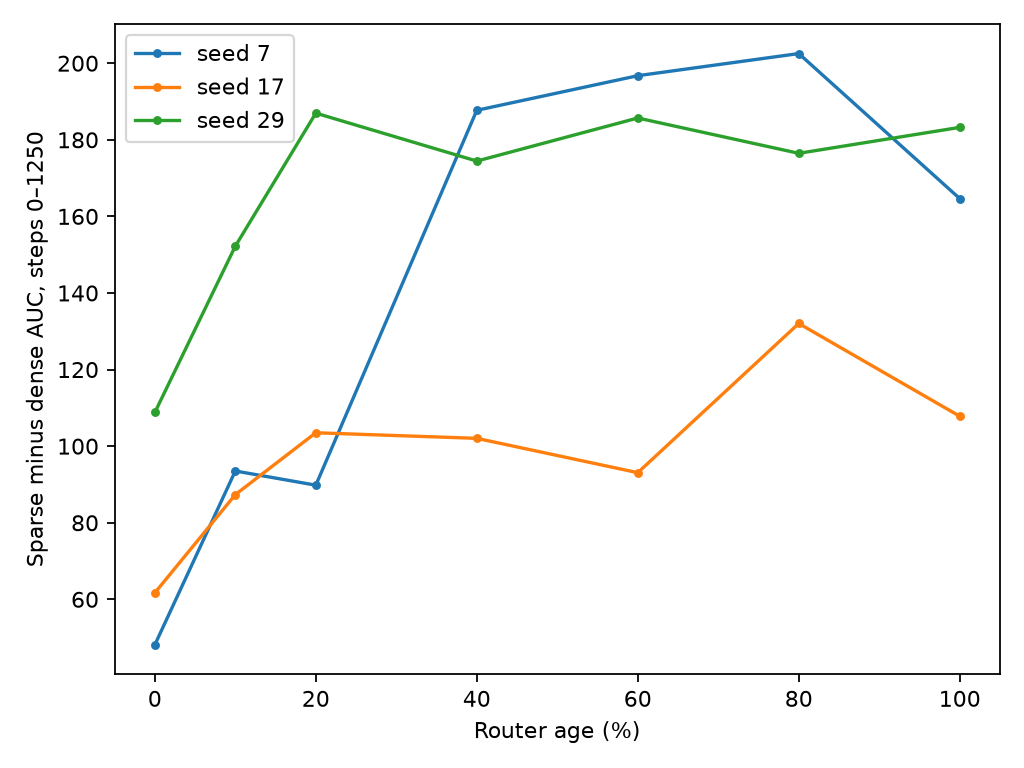 seed 7
seed 17
seed 29
200
180
160
140
120
100
80
60
Sparse minus dense AUC, steps 0–1250
0 20 40 60 80 100
Router age (%)